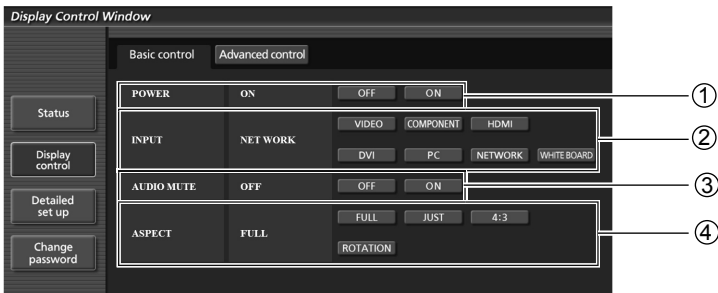 Display Control Window
Basic control Advanced control
Status
Display
control
Detailed
set up
Change
password
POWER ON OFF ON ①
INPUT NET WORK VIDEO COMPONENT HDMI
DVI PC NETWORK WHITE BOARD ②
AUDIO MUTE OFF OFF ON ③
ASPECT FULL FULL JUST 4:3
ROTATION ④